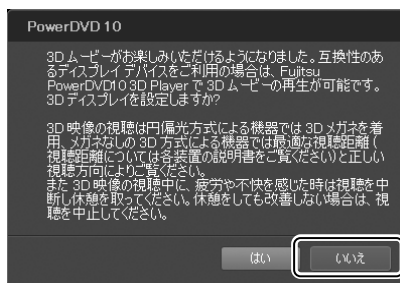 PowerDVD 10
3D ムービーがお楽しみいただけるようになりました。互換性のあ
るディスプレイ デバイスをご利用の場合は、Fujitsu
PowerDVD10 3D Player で 3D ムービーの再生が可能です。
3D ディスプレイを設定しますか?
3D 映像の視聴は円偏光方式による機器では 3D メガネを着
用、メガネなしの 3D 方式による機器では最適な視聴距離 (
視聴距離については各装置の説明書をご覧ください)と正しい
視聴方向によりご覧ください。
また 3D 映像の視聴中に、疲労や不快を感じた時は視聴を中
断し休憩を取ってください。休憩をしても改善しない場合は、視
聴を中止してください。
はい
いいえ